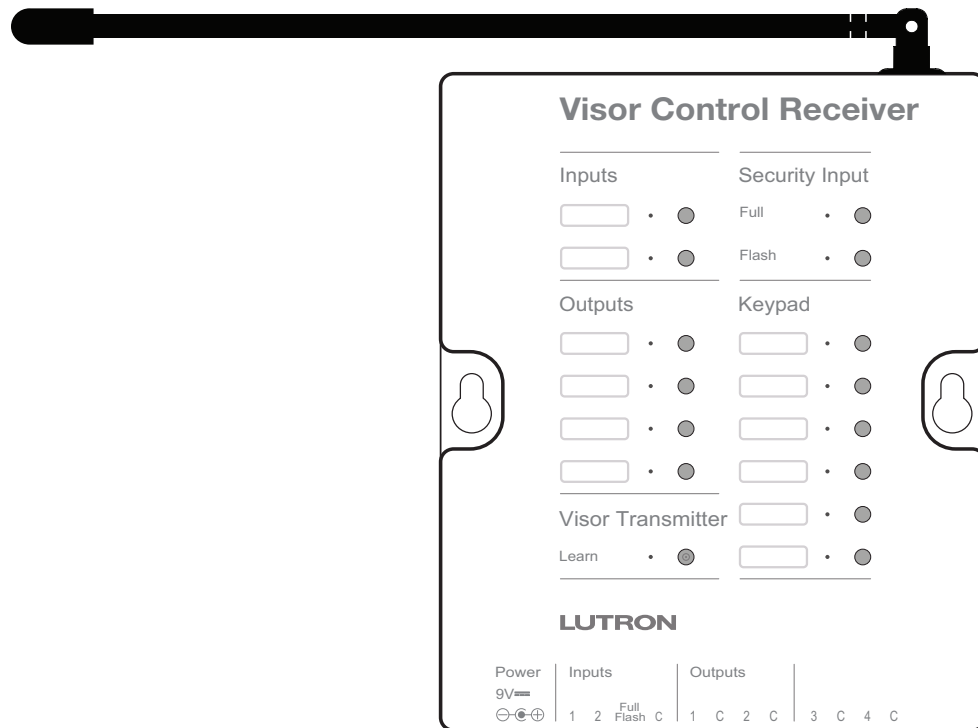 Visor Control Receiver
Inputs
Security Input
Full
Flash
Outputs
Keypad
Visor Transmitter
Learn
LUTRON
Power
9V
Inputs
1 2 Full Flash C
Outputs
1 C 2 C 3 C 4 C